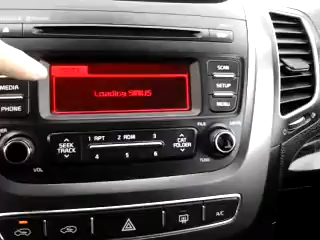 MEDIA
PHONE
Loading SIRIUS
SCAN
SETUP
MENU
SEEK
TRACK
1 RPT 2 RDM 3
4 5 6
CAT
FOLDER
FILE
TUNE
VOL
A/C